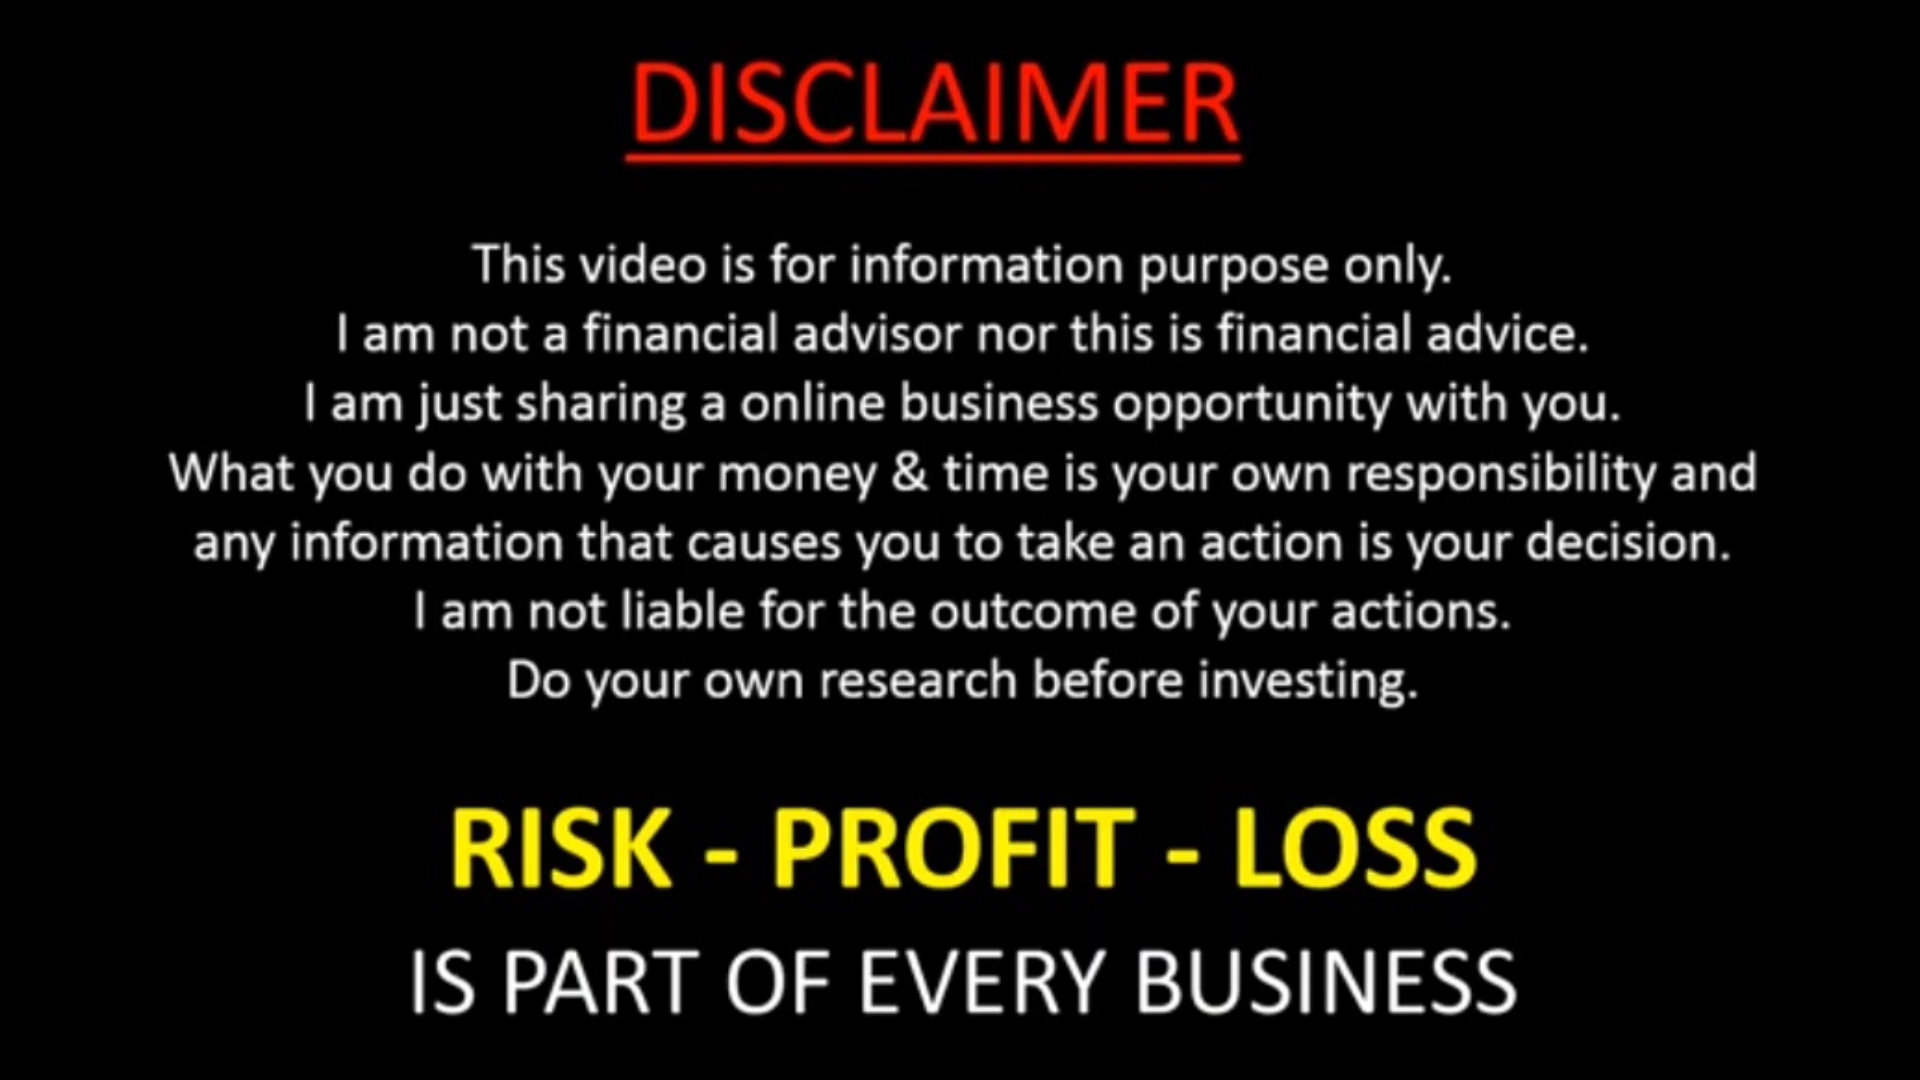 DISCLAIMER
This video is for information purpose only.
I am not a financial advisor nor this is financial advice.
I am just sharing a online business opportunity with you.
What you do with your money & time is your own responsibility and
any information that causes you to take an action is your decision.
I am not liable for the outcome of your actions.
Do your own research before investing.
RISK - PROFIT - LOSS
IS PART OF EVERY BUSINESS